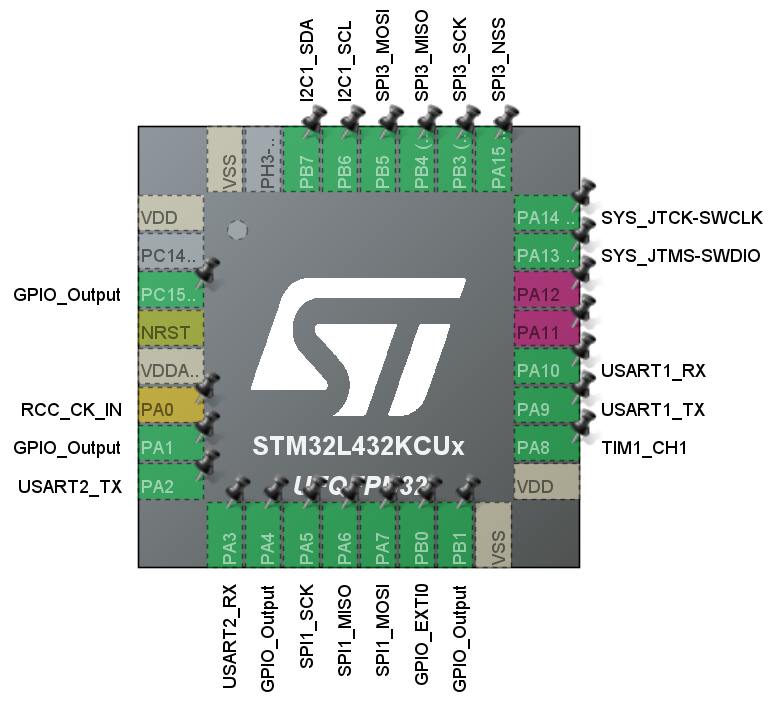 I2C1_SDA
I2C1_SCL
SPI3_MOSI
SPI3_MISO
SPI3_SCK
SPI3_NSS
VSS
PH3-..
PB7
PB6
PB5
PB4 (..
PB3 (..
PA15
VDD
PC14..
GPIO_Output PC15..
NRST
VDDA..
RCC_CK_IN PA0
GPIO_Output PA1
USART2_TX PA2
PA14 .. SYS_JTCK-SWCLK
PA13 .. SYS_JTMS-SWDIO
PA12
PA11
PA10 USART1_RX
PA9 USART1_TX
PA8 TIM1_CH1
VDD
ST
STM32L432KCUx
UFQFPN32
PA3
PA4
PA5
PA6
PA7
PB0
PB1
VSS
USART2_RX
GPIO_Output
SPI1_SCK
SPI1_MISO
SPI1_MOSI
GPIO_EXTI0
GPIO_Output